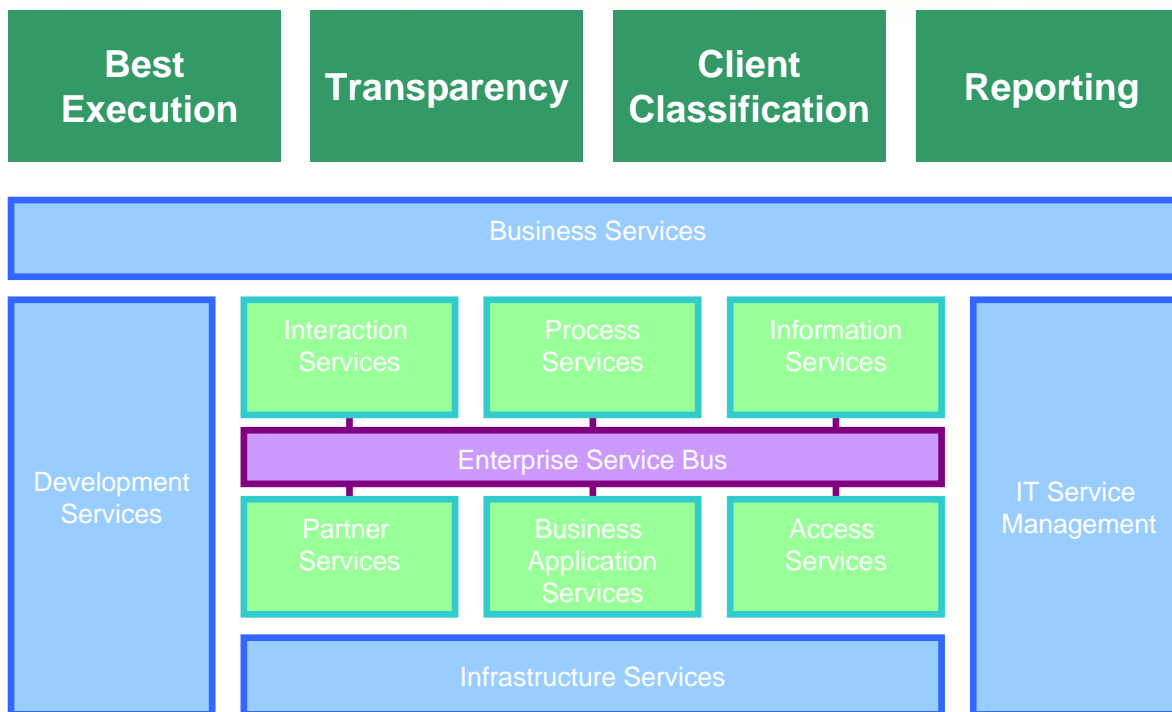 Best
Execution
Transparency
Client
Classification
Reporting
Business Services
Interaction
Services
Process
Services
Information
Services
Enterprise Service Bus
Development
Services
IT Service
Management
Partner
Services
Business
Application
Services
Access
Services
Infrastructure Services